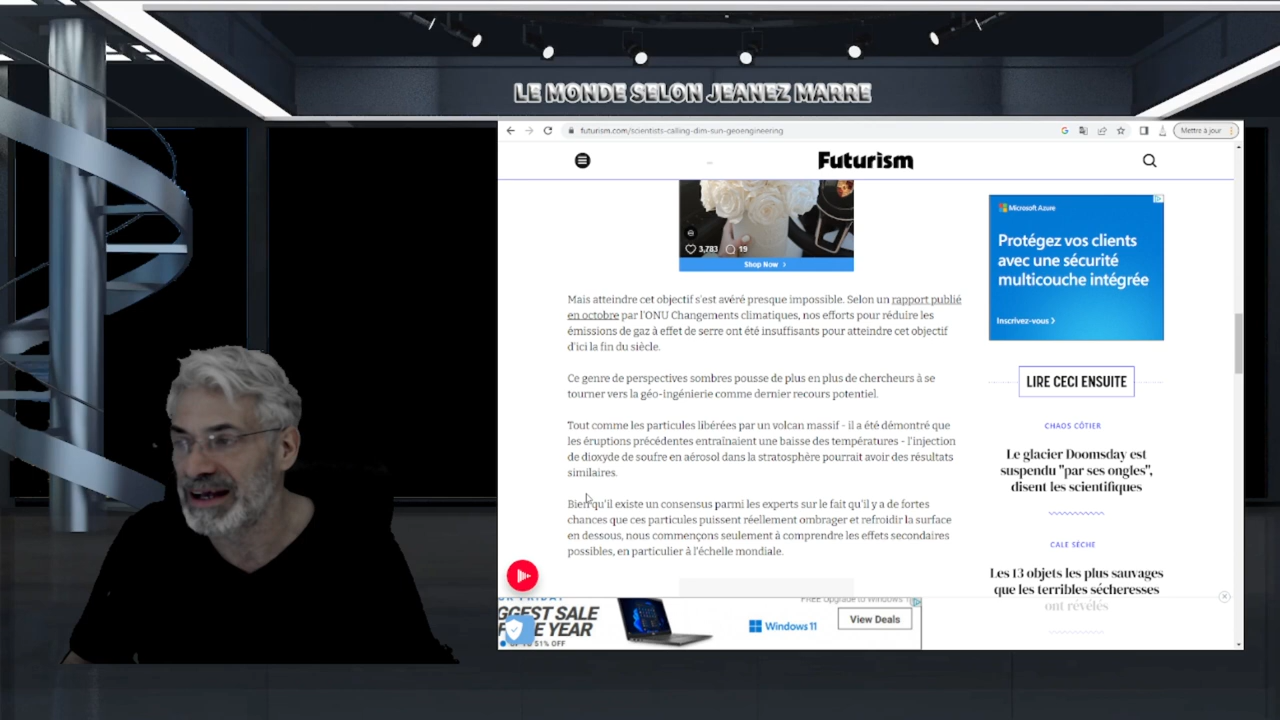 LE MONDE SELON JEANEZ MARRE
futurism.com/scientists-calling-dim-sun-geoengineering
Mettre à jour
Futurism
3,783 19
Shop Now >
Mais atteindre cet objectif s'est avéré presque impossible. Selon un rapport publié
en octobre par l'ONU Changements climatiques, nos efforts pour réduire les
émissions de gaz à effet de serre ont été insuffisants pour atteindre cet objectif
d'ici la fin du siècle.
Ce genre de perspectives sombres pousse de plus en plus de chercheurs à se
tourner vers la géo-ingénierie comme dernier recours potentiel.
Tout comme les particules libérées par un volcan massif - il a été démontré que
les éruptions précédentes entraînaient une baisse des températures - l'injection
de dioxyde de soufre en aérosol dans la stratosphère pourrait avoir des résultats
similaires.
Bien qu'il existe un consensus parmi les experts sur le fait qu'il y a de fortes
chances que ces particules puissent réellement ombrager et refroidir la surface
en dessous, nous commençons seulement à comprendre les effets secondaires
possibles, en particulier à l'échelle mondiale.
Microsoft Azure
Protégez vos clients
avec une sécurité
multicouche intégrée
Inscrivez-vous >
LIRE CECI ENSUITE
CHAOS CÔTIER
Le glacier Doomsday est
suspendu "par ses ongles",
disent les scientifiques
CALE SÈCHE
Les 13 objets les plus sauvages
que les terribles sécheresses
ont révélés
GGEST SALE
E YEAR
51% OFF
Windows 11
FREE Upgrade to Windows 1
View Deals